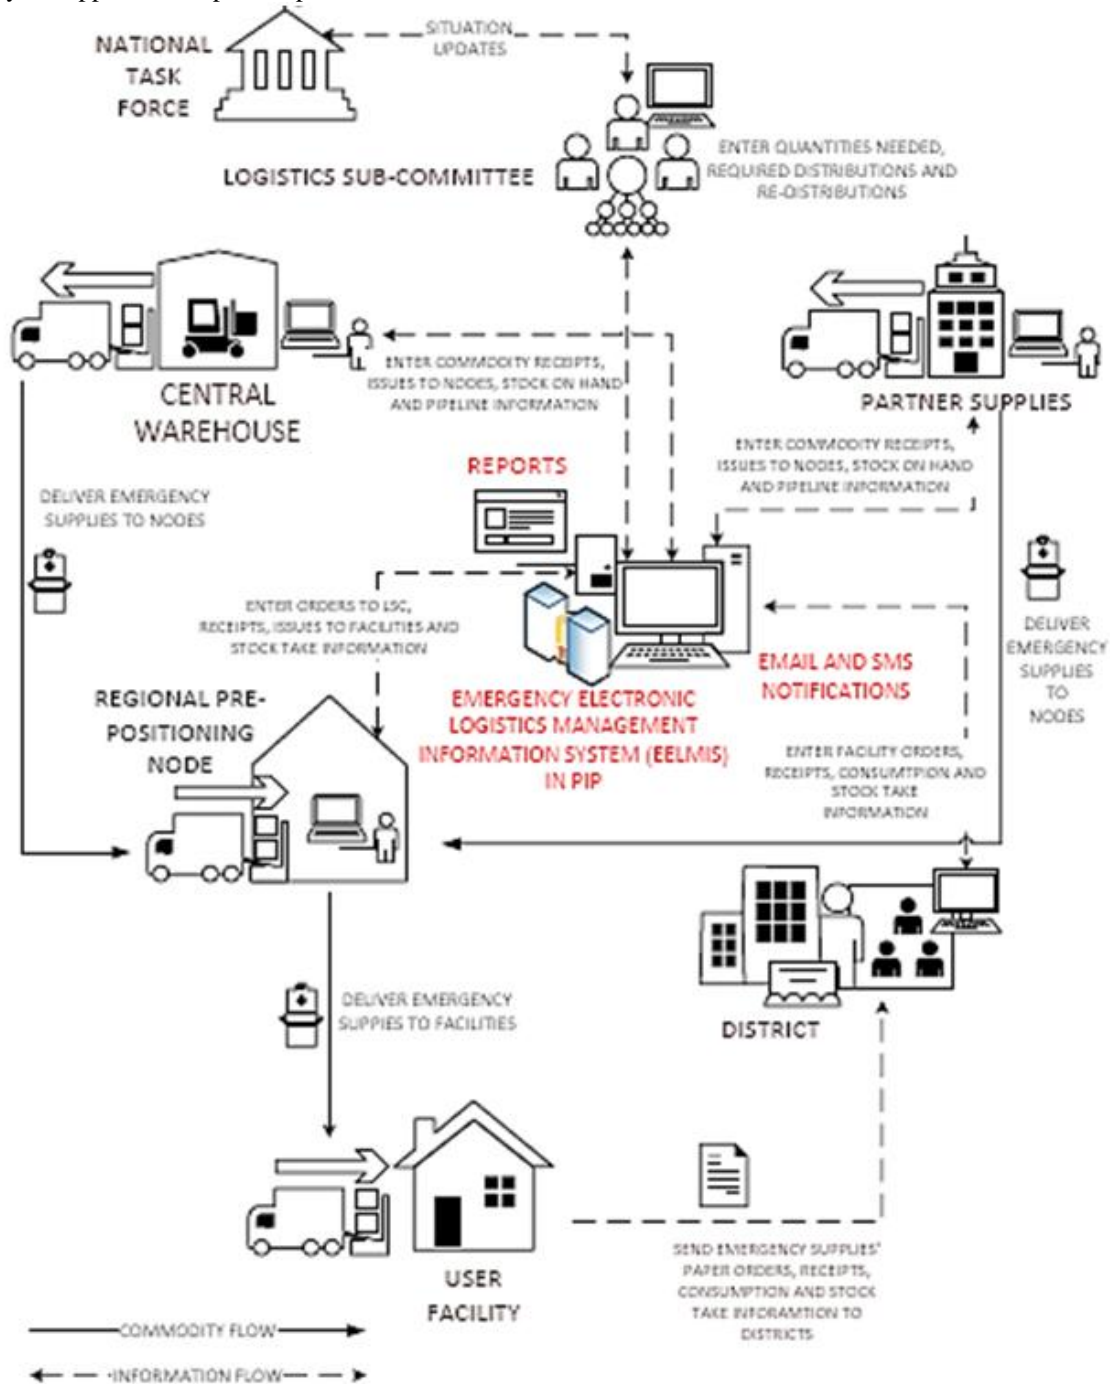 NATIONAL
TASK
FORCE
SITUATION
UPDATES
LOGISTICS SUB-COMMITTEE
ENTER QUANTITIES NEEDED,
REQUIRED DISTRIBUTIONS AND
RE-DISTRIBUTIONS
CENTRAL
WAREHOUSE
ENTER COMMODITY RECEIPTS,
ISSUES TO NODES, STOCK ON HAND
AND PIPELINE INFORMATION
PARTNER SUPPLIES
ENTER COMMODITY RECEIPTS,
ISSUES TO NODES, STOCK ON HAND
AND PIPELINE INFORMATION
REPORTS
DELIVER EMERGENCY
SUPPLIES TO NODES
ENTER ORDERS TO LSC,
RECEIPTS, ISSUES TO FACILITIES AND
STOCK TAKE INFORMATION
DELIVER
EMERGENCY
SUPPLIES
TO
NODES
EMAIL AND SMS
NOTIFICATIONS
EMERGENCY ELECTRONIC
LOGISTICS MANAGEMENT
INFORMATION SYSTEM (EELMIS)
IN PIP
REGIONAL PRE-
POSITIONING
NODE
ENTER FACILITY ORDERS,
RECEIPTS, CONSUMTPION AND
STOCK TAKE
INFORMATION
DISTRICT
DELIVER EMERGENCY
SUPPIES TO FACILITIES
USER
FACILITY
SEND EMERGENCY SUPPLIES'
PAPER ORDERS, RECEIPTS,
CONSUMPTION AND STOCK
TAKE INFORAMTION TO
DISTRICTS
COMMODITY FLOW
INFORMATION FLOW